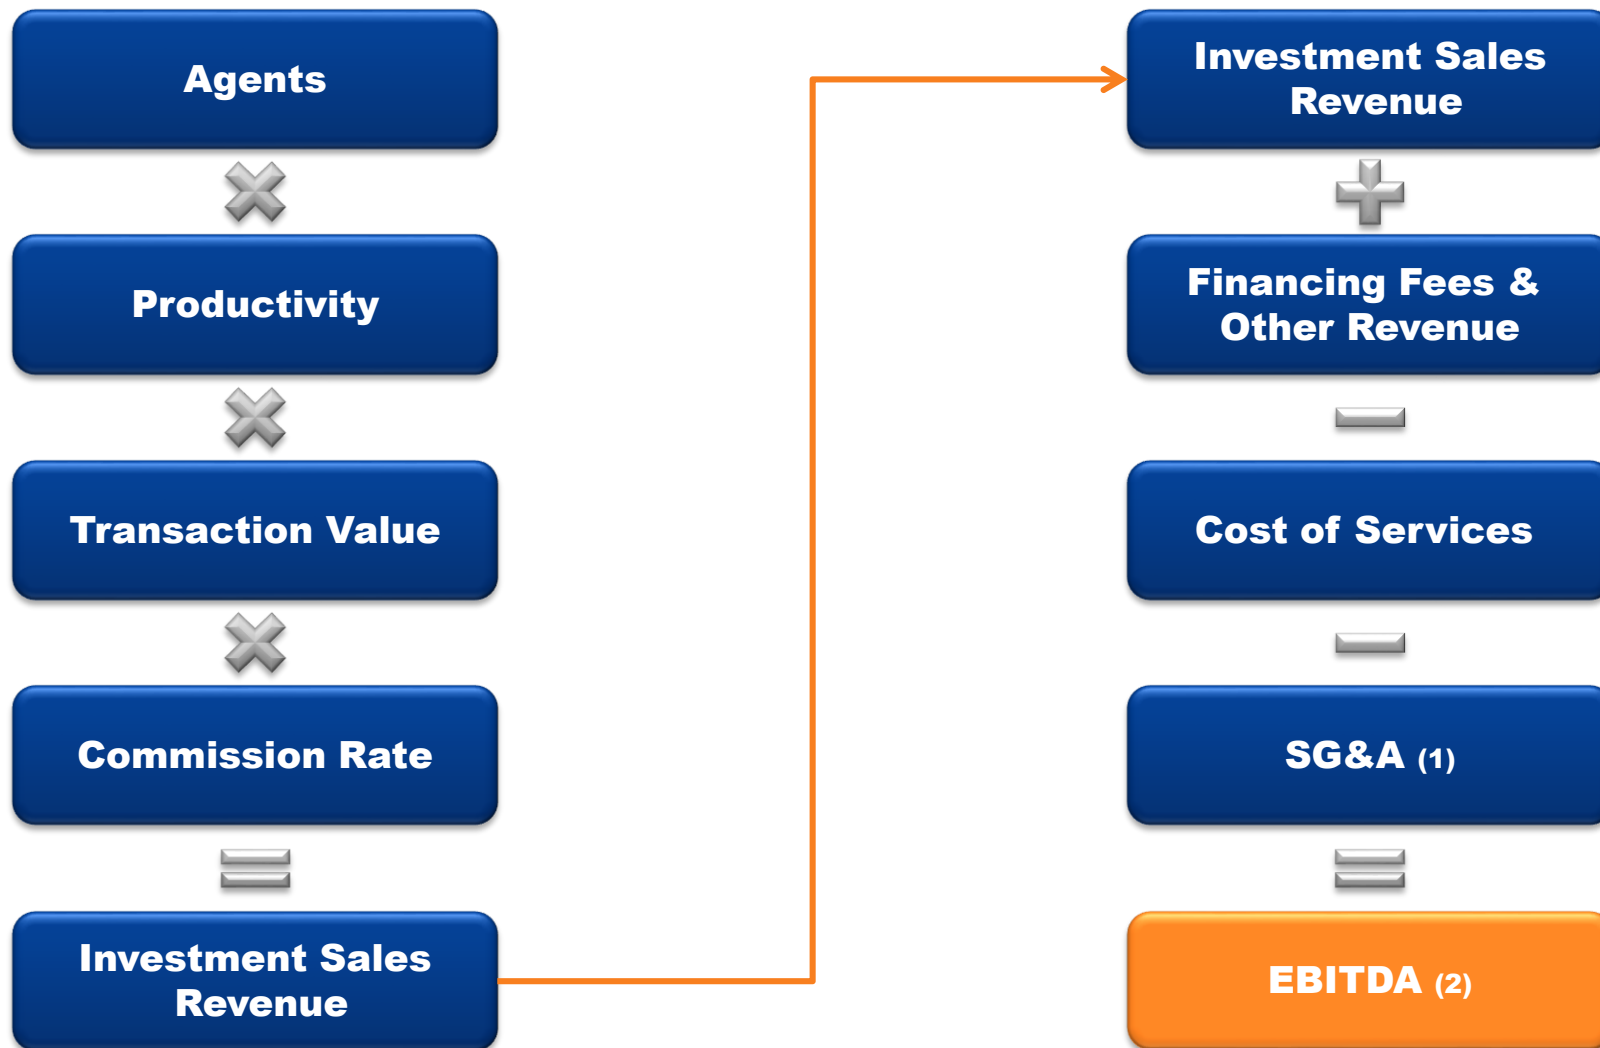 Agents
Productivity
Transaction Value
Commission Rate
Investment Sales
Revenue
Investment Sales
Revenue
Financing Fees &
Other Revenue
Cost of Services
SG&A (1)
EBITDA (2)